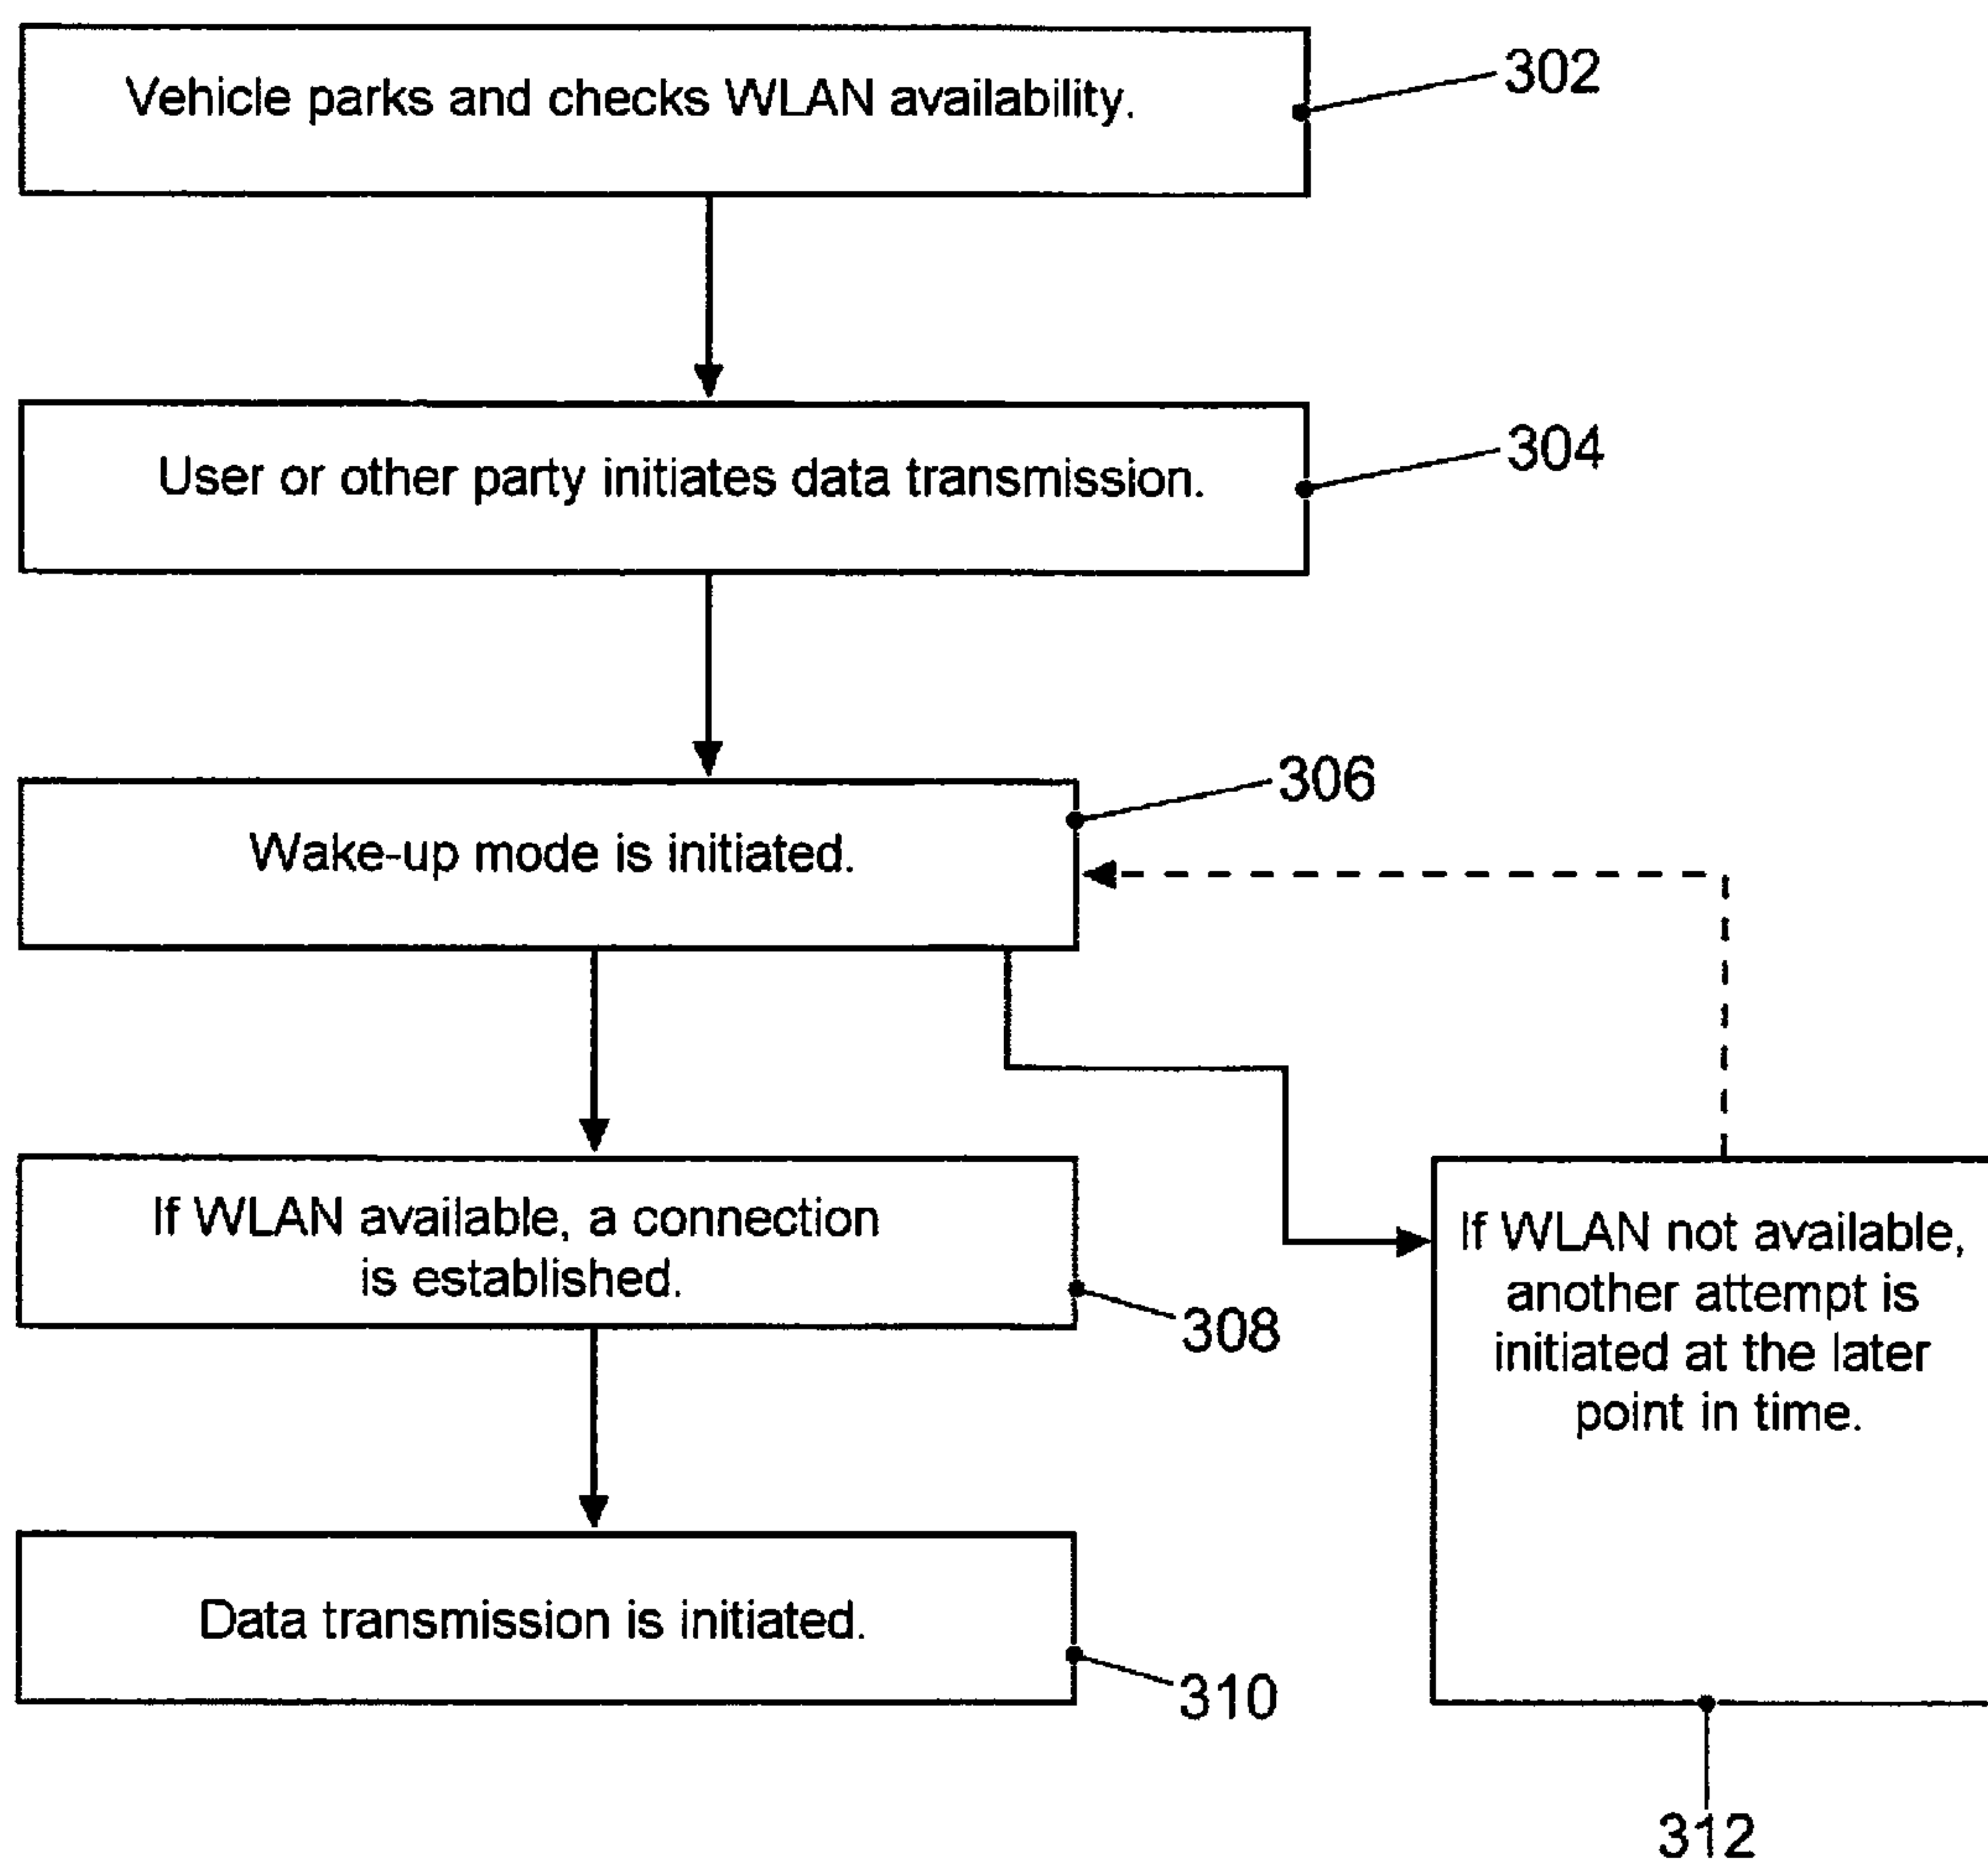 Vehicle parks and checks WLAN availability.
302
User or other party initiates data transmission.
304
306
Wake-up mode is initiated.
If WLAN available, a connection
is established.
308
If WLAN not available,
another attempt is
initiated at the later
point in time.
Data transmission is initiated.
310
312